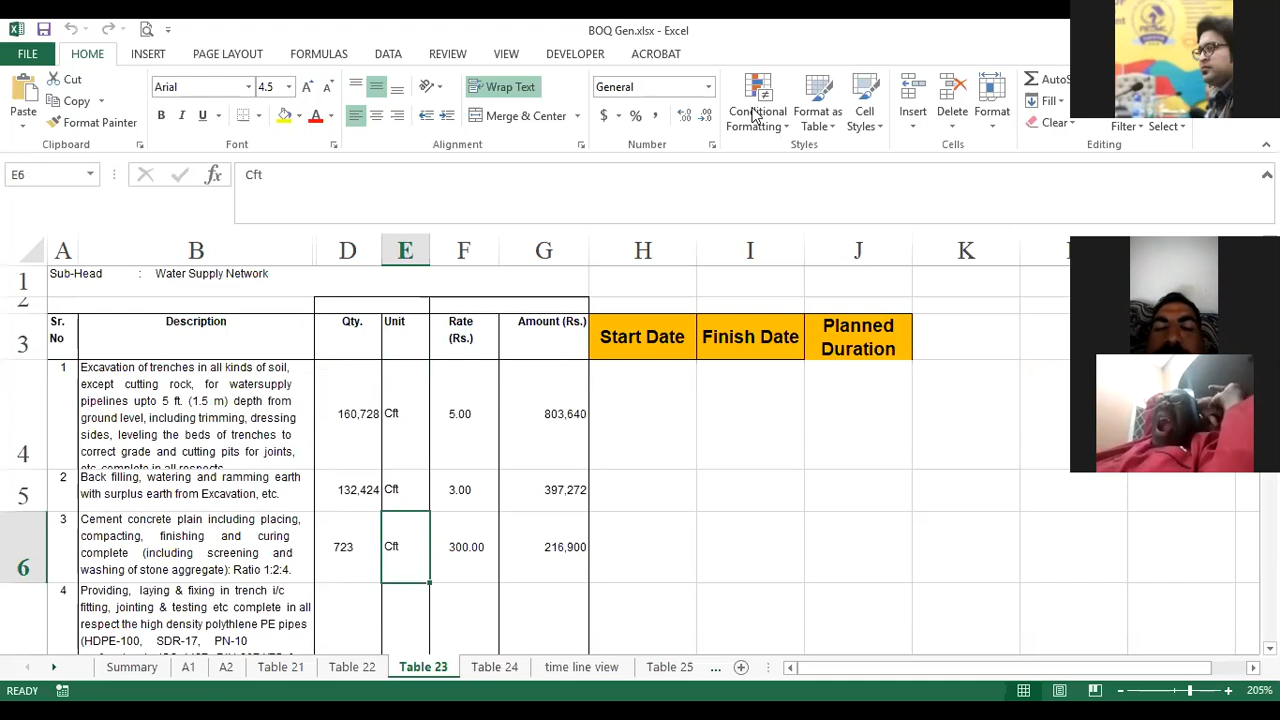 BOQ Gen.xlsx - Excel
FILE HOME INSERT PAGE LAYOUT FORMULAS DATA REVIEW VIEW DEVELOPER ACROBAT
Paste
Cut
Copy
Format Painter
Clipboard
Arial 4.5
B I U
Font
Wrap Text
Merge & Center
Alignment
General
$ % ,
Number
Conditional Formatting
Format as Table
Cell Styles
Styles
Insert Delete Format
Cells
Fill
Clear
Filter Select
Editing
E6 fx Cft
A B D E F G H I J K
1 Sub-Head : Water Supply Network
2
3 Sr. No Description Qty. Unit Rate (Rs.) Amount (Rs.) Start Date Finish Date Planned Duration
1 Excavation of trenches in all kinds of soil,
except cutting rock, for watersupply
pipelines upto 5 ft. (1.5 m) depth from
ground level, including trimming, dressing
sides, leveling the beds of trenches to
correct grade and cutting pits for joints,
etc. complete in all respects.
4 160,728 Cft 5.00 803,640
2 Back filling, watering and ramming earth
with surplus earth from Excavation, etc.
5 132,424 Cft 3.00 397,272
3 Cement concrete plain including placing,
compacting, finishing and curing
complete (including screening and
washing of stone aggregate): Ratio 1:2:4.
6 723 Cft 300.00 216,900
4 Providing, laying & fixing in trench i/c
fitting, jointing & testing etc complete in all
respect the high density polythlene PE pipes
(HDPE-100, SDR-17, PN-10
Summary A1 A2 Table 21 Table 22 Table 23 Table 24 time line view Table 25 ...
READY 205%